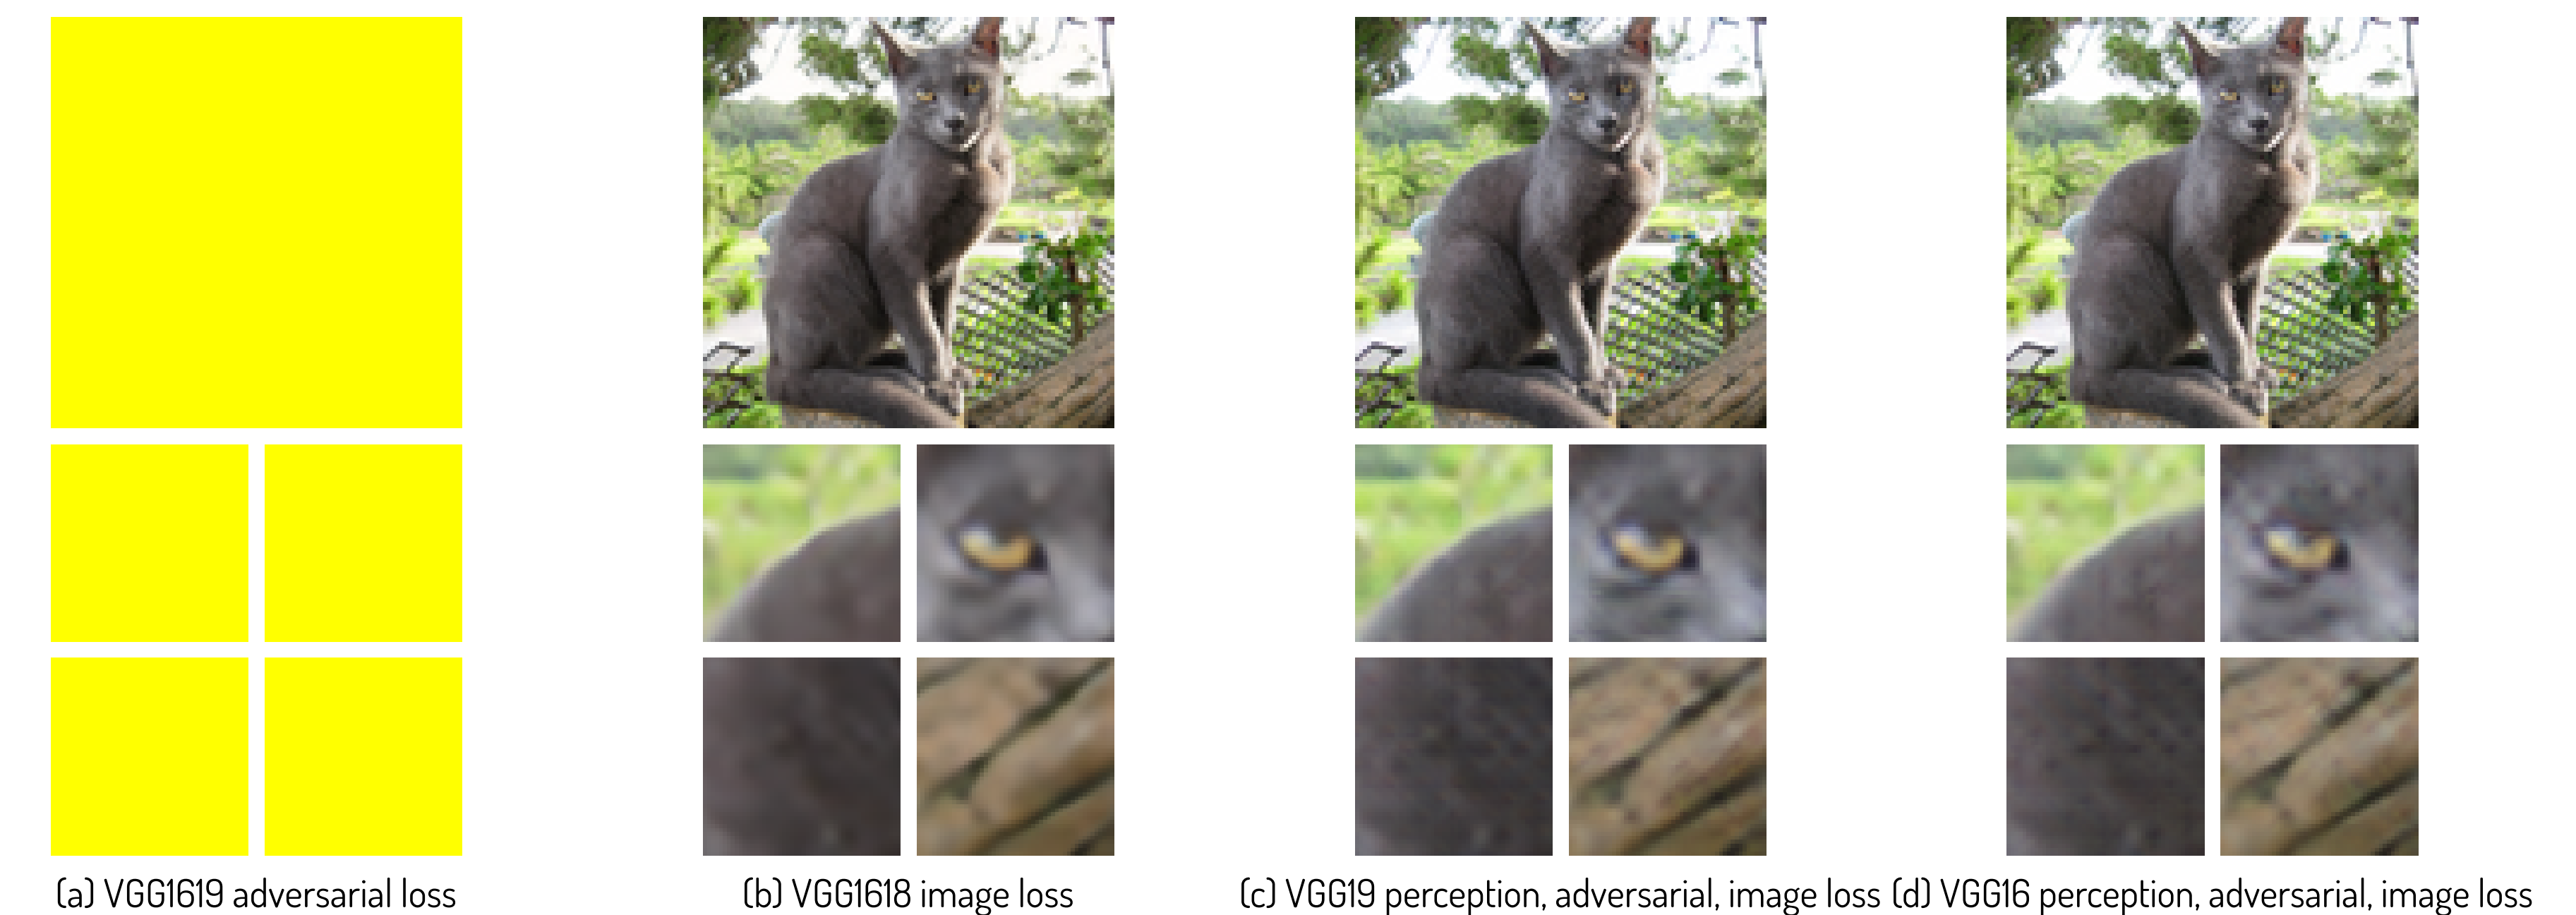 (a) VGG1619 adversarial loss
(b) VGG1618 image loss
(c) VGG19 perception, adversarial, image loss
(d) VGG16 perception, adversarial, image loss